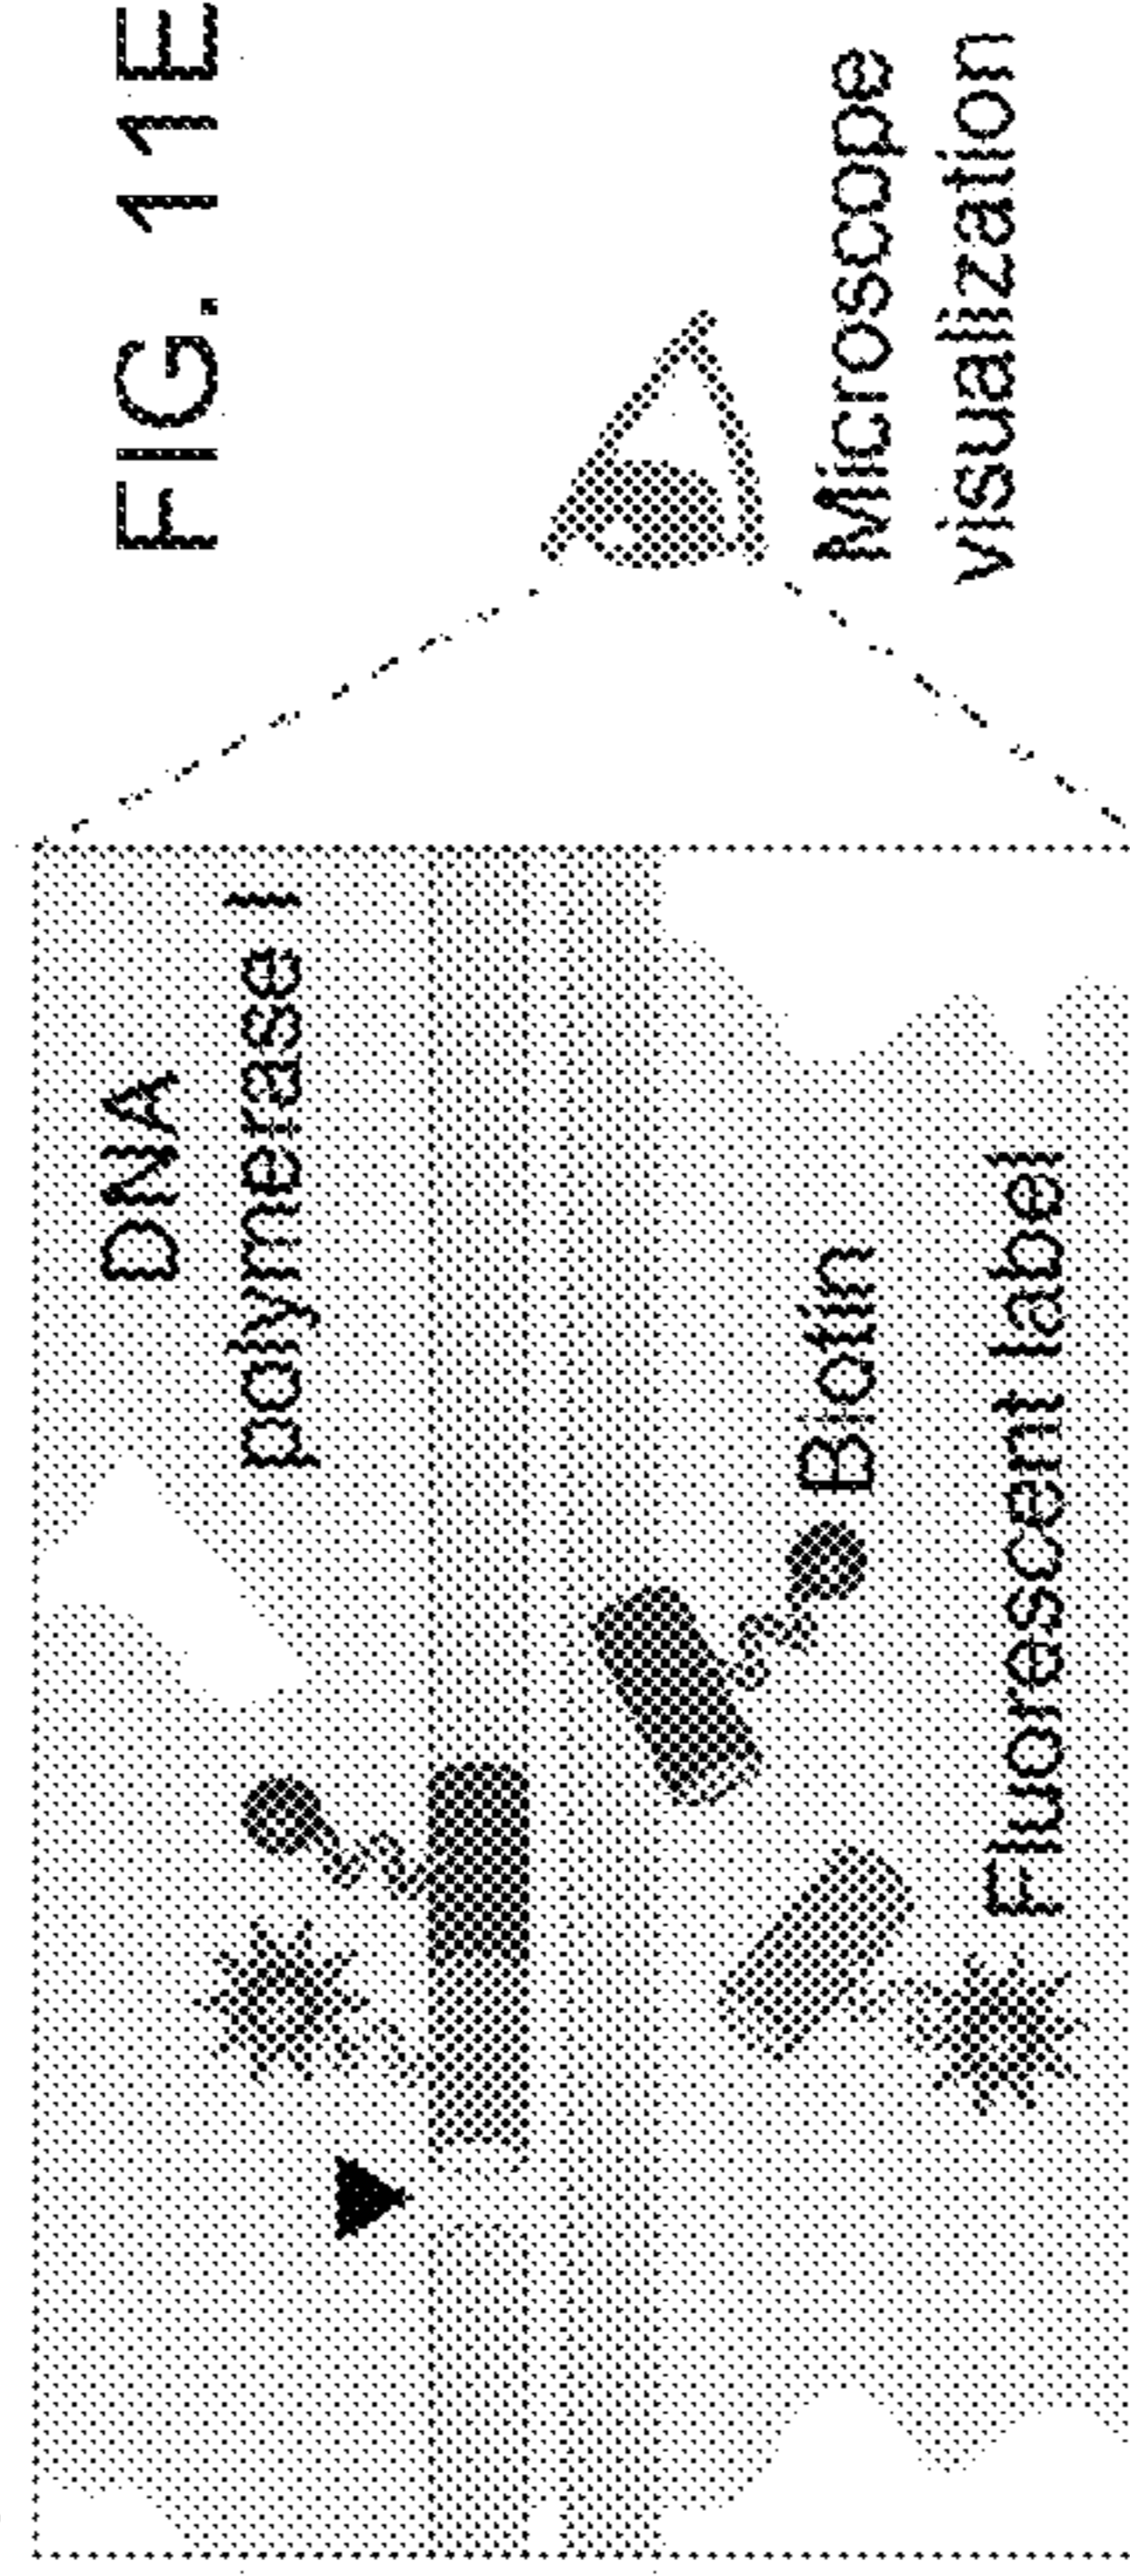 FIG. 11E
DNA
polymerase I
Biotin
Fluorescent label
Microscope
visualization